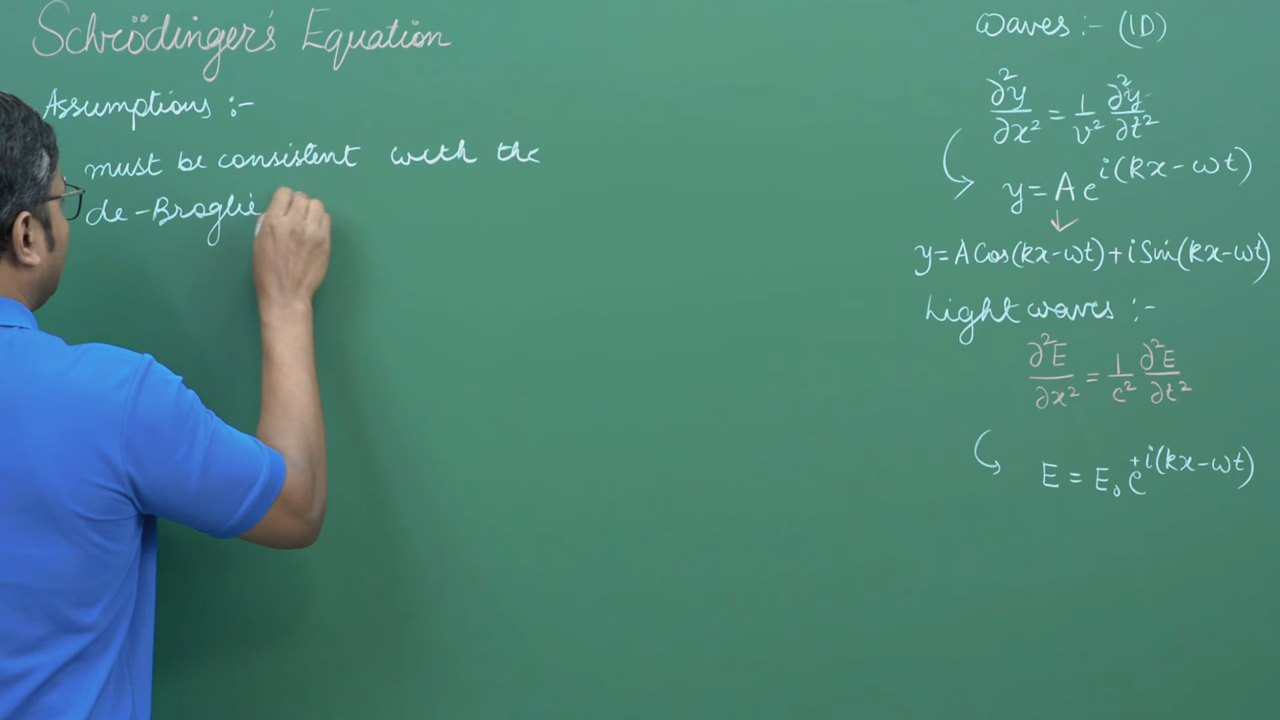 Schrödinger's Equation
Assumptions :-
must be consistent with the
de-Broglie
Waves :- (1D)
∂²y/∂x² = 1/v² ∂²y/∂t²
y = A e^{i(kx-ωt)}
y = A Cos(kx-ωt) + i Sin(kx-ωt)
Light waves :-
∂²E/∂x² = 1/c² ∂²E/∂t²
E = E₀ e^{+i(kx-ωt)}